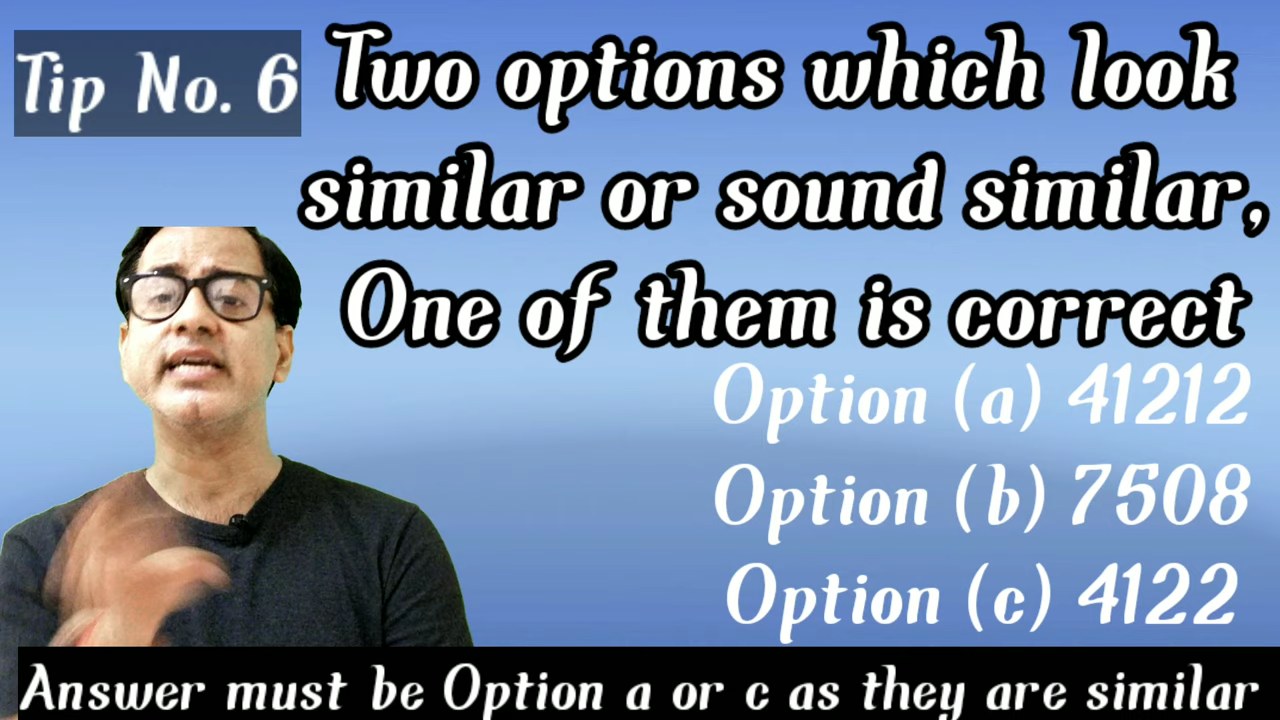 Tip No. 6
Two options which look
similar or sound similar,
One of them is correct
Option (a) 41212
Option (b) 7508
Option (c) 4122
Answer must be Option a or c as they are similar